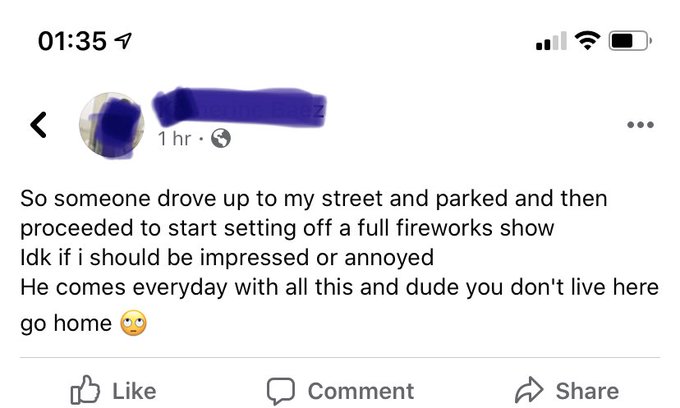 01:35
1 hr ·
So someone drove up to my street and parked and then
proceeded to start setting off a full fireworks show
Idk if i should be impressed or annoyed
He comes everyday with all this and dude you don't live here
go home 🙄
Like
Comment
Share